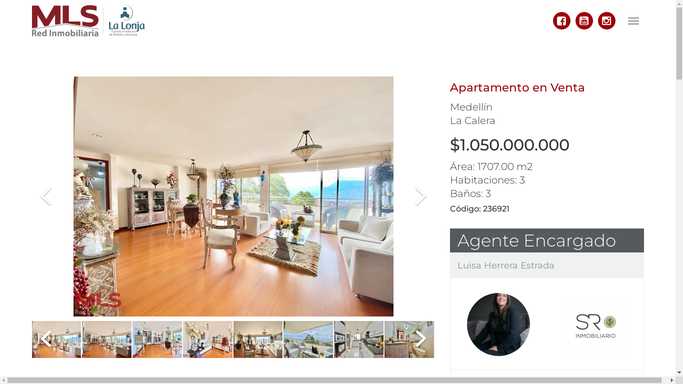 MLS
Red Inmobiliaria
La Lonja
Apartamento en Venta
Medellín
La Calera
$1.050.000.000
Área: 1707.00 m2
Habitaciones: 3
Baños: 3
Código: 236921
MLS
Agente Encargado
Luisa Herrera Estrada
SR
INMOBILIARIO